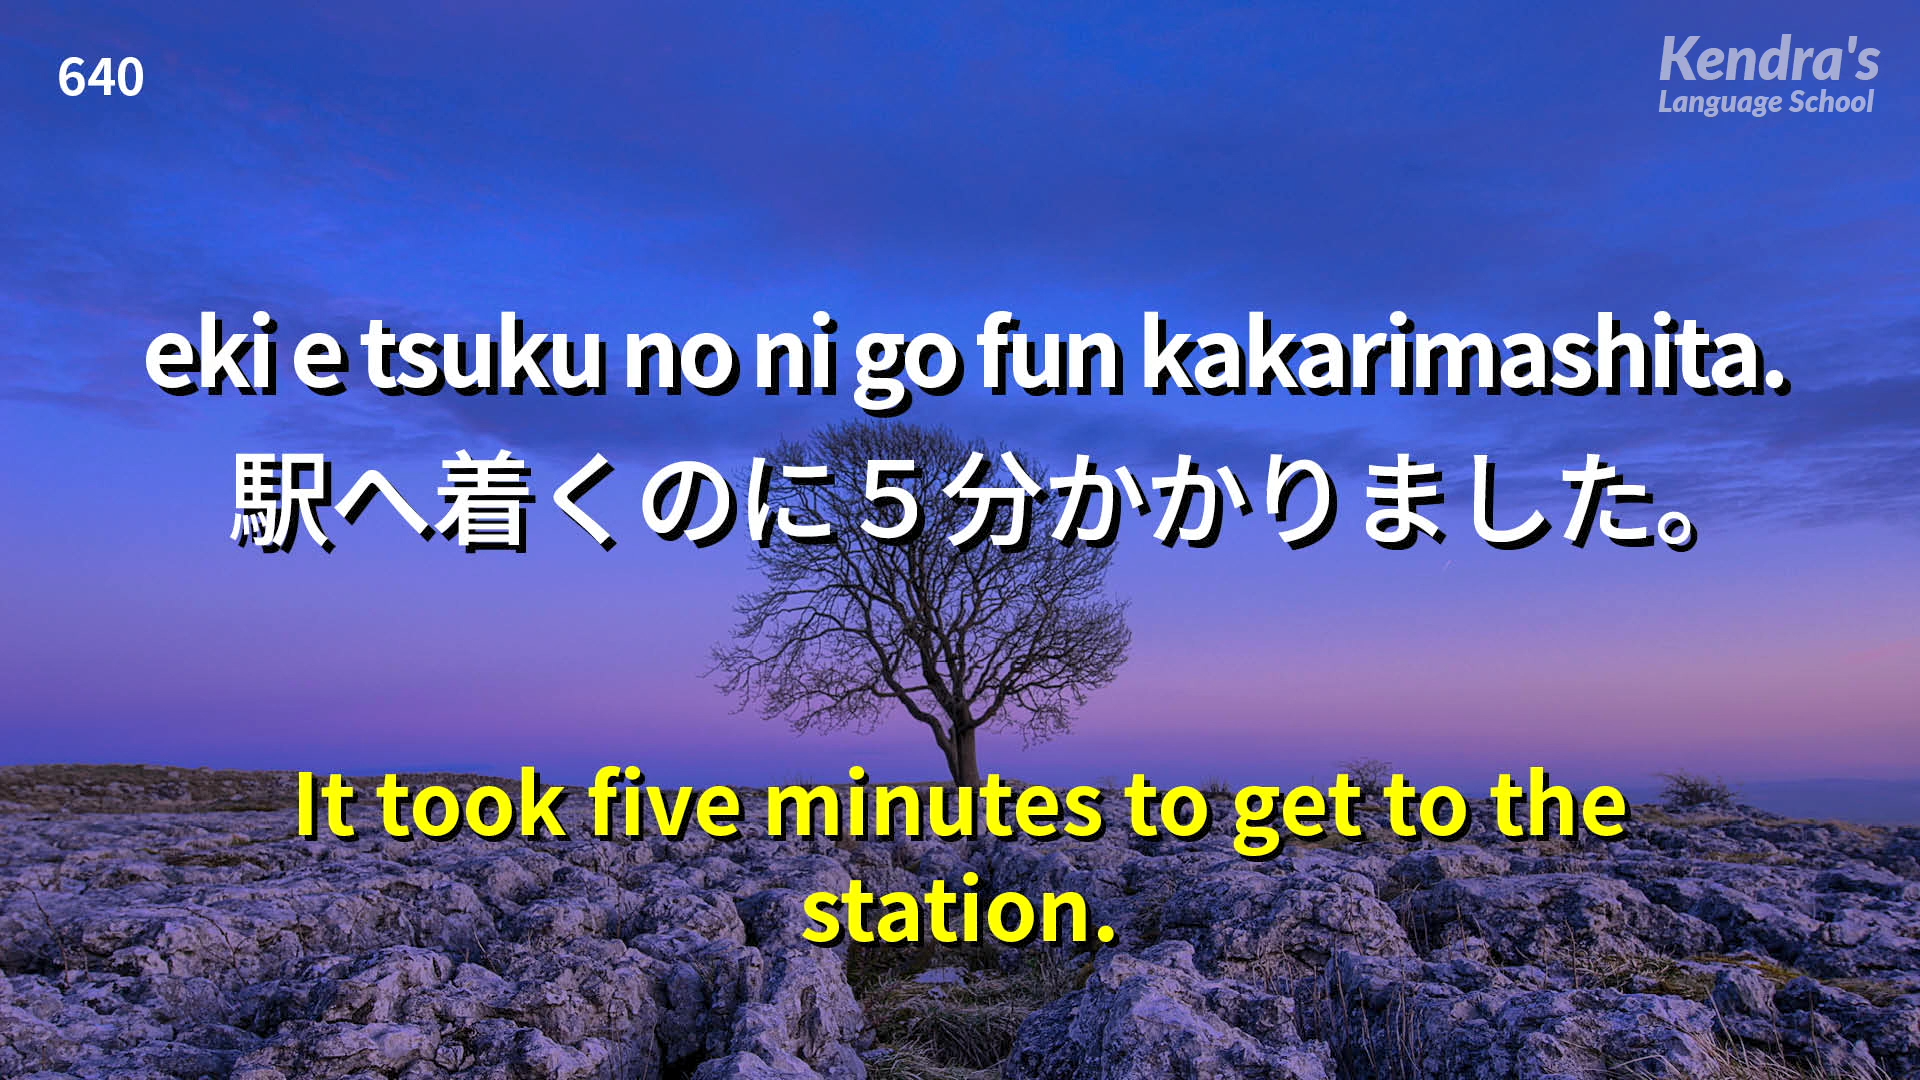 640
Kendra's
Language School
eki e tsuku no ni go fun kakarimashita.
駅へ着くのに５分かかりました。
It took five minutes to get to the
station.